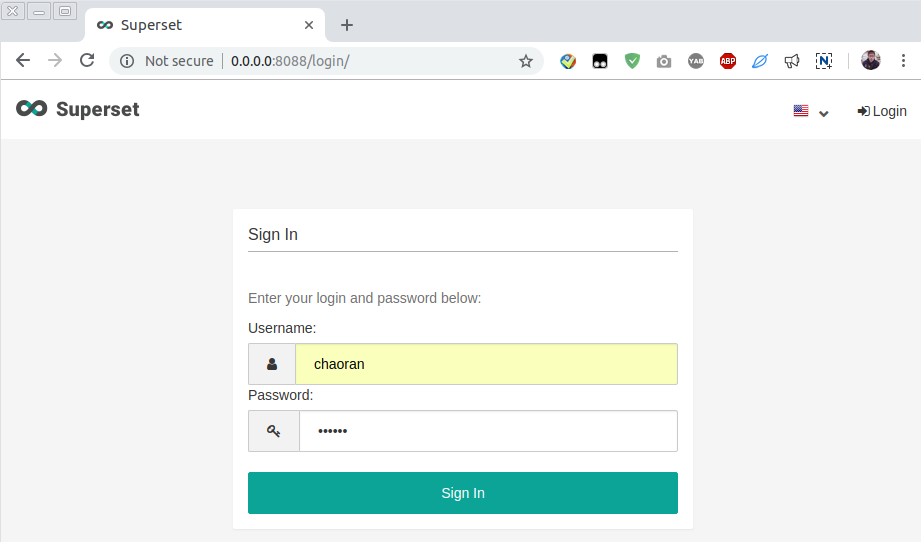 Superset
Not secure 0.0.0.0:8088/login/
YAB ABP N
Superset
Login
Sign In
Enter your login and password below:
Username:
chaoran
Password:
••••••
Sign In